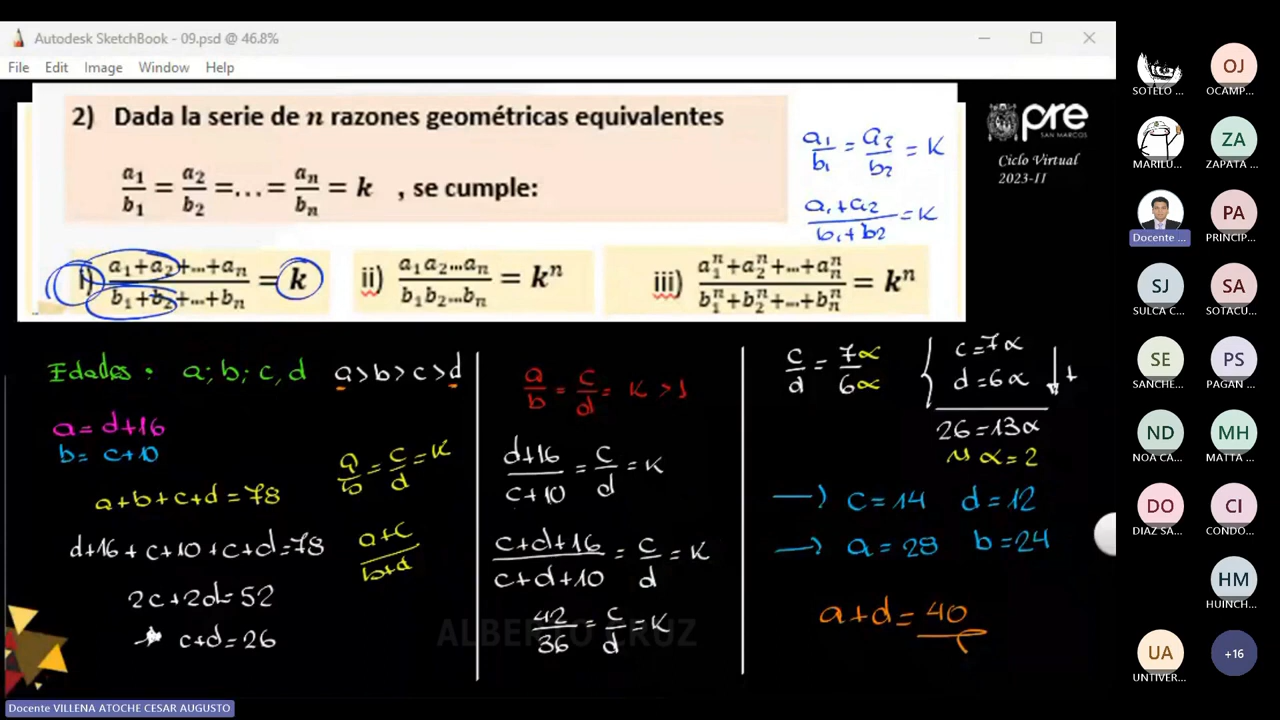 Autodesk SketchBook - 09.psd @ 46.8%
File Edit Image Window Help
2) Dada la serie de n razones geométricas equivalentes
a₁/b₁ = a₂/b₂ =...= aₙ/bₙ = k , se cumple:
a₁/b₁ = a₂/b₂ = K
(a₁+a₂)/(b₁+b₂) = K
i) (a₁+a₂+...+aₙ)/(b₁+b₂+...+bₙ) = k
ii) (a₁a₂...aₙ)/(b₁b₂...bₙ) = kⁿ
iii) (a₁ⁿ+a₂ⁿ+...+aₙⁿ)/(b₁ⁿ+b₂ⁿ+...+bₙⁿ) = kⁿ
pre
SAN MARCOS
Ciclo Virtual
2023-II
Edades : a; b; c, d a>b>c>d
a= d+16
b= c+10
a+b+c+d=78
d+16+c+10+c+d=78
2c+2d=52
c+d=26
a/b = c/d = K
(a+c)/(b+d)
a/b = c/d = K >1
(d+16)/(c+10) = c/d = K
(c+d+16)/(c+d+10) = c/d = K
42/36 = c/d = K
ALBERTO CRUZ
c/d = 7α/6α
c=7α
d=6α
+
26=13α
α=2
c=14 d=12
a=28 b=24
a+d=40
SOTELO ...
OJ
OCAMP...
MARILU...
ZA
ZAPATA ...
Docente ...
PA
PRINCIP...
SJ
SULCA C...
SA
SOTACU...
SE
SANCHE...
PS
PAGAN ...
ND
NOA CA...
MH
MATTA ...
DO
DIAZ SA...
CI
CONDO...
HM
HUINCH...
UA
UNTIVER...
+16
Docente VILLENA ATOCHE CESAR AUGUSTO